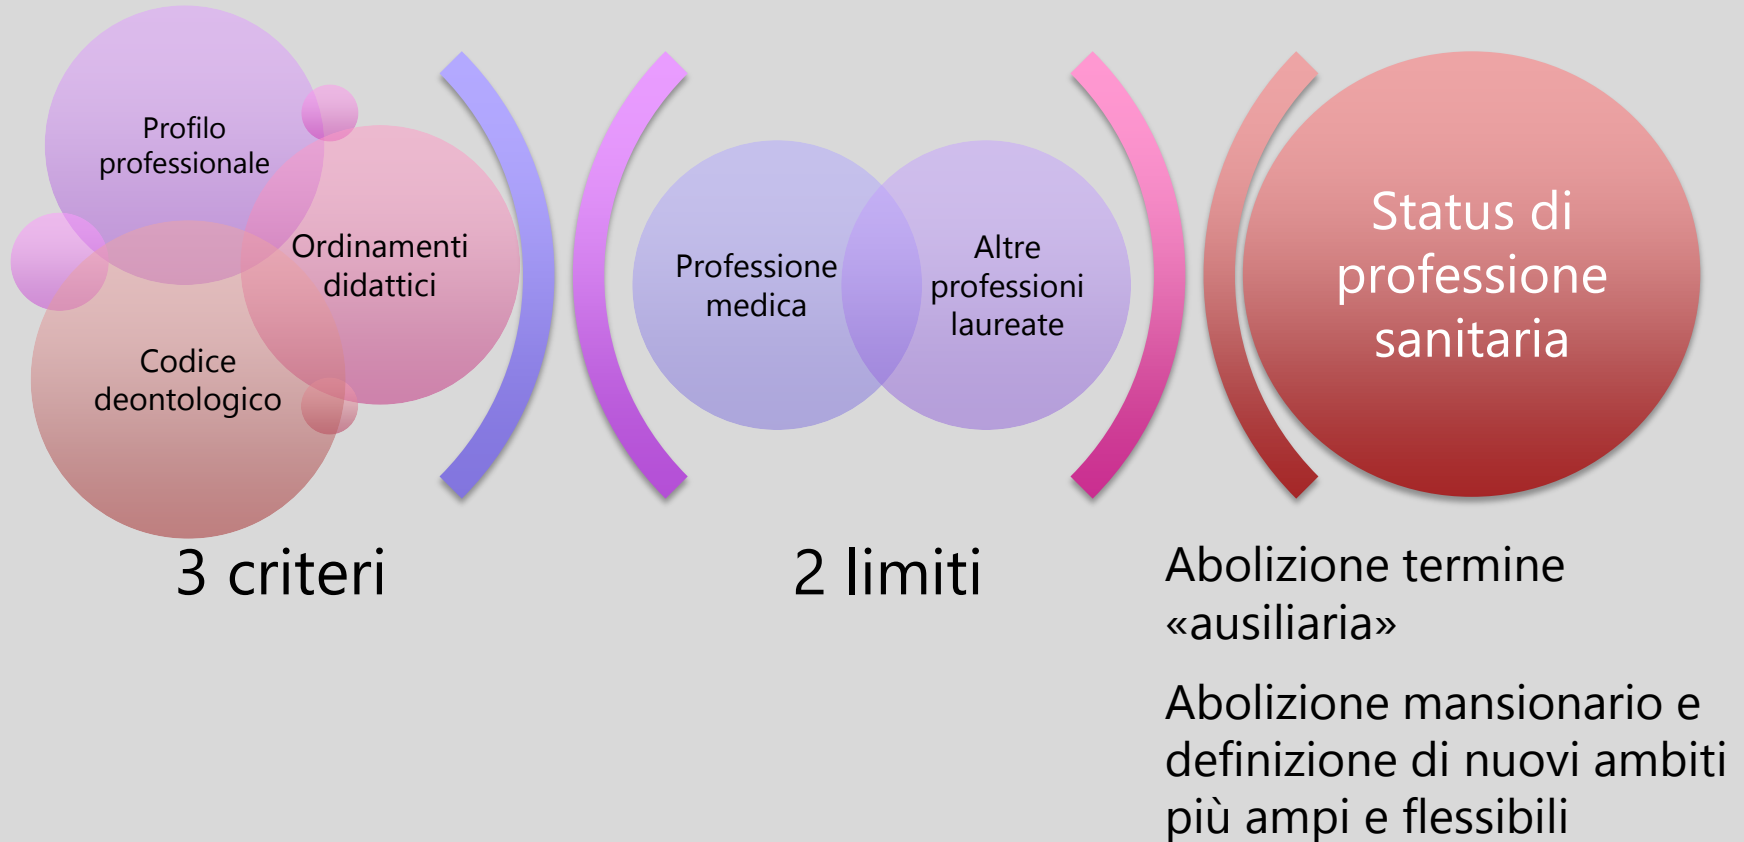 Profilo
professionale
Ordinamenti
didattici
Codice
deontologico
3 criteri
Professione
medica
Altre
professioni
laureate
2 limiti
Status di
professione
sanitaria
Abolizione termine
«ausiliaria»
Abolizione mansionario e
definizione di nuovi ambiti
più ampi e flessibili